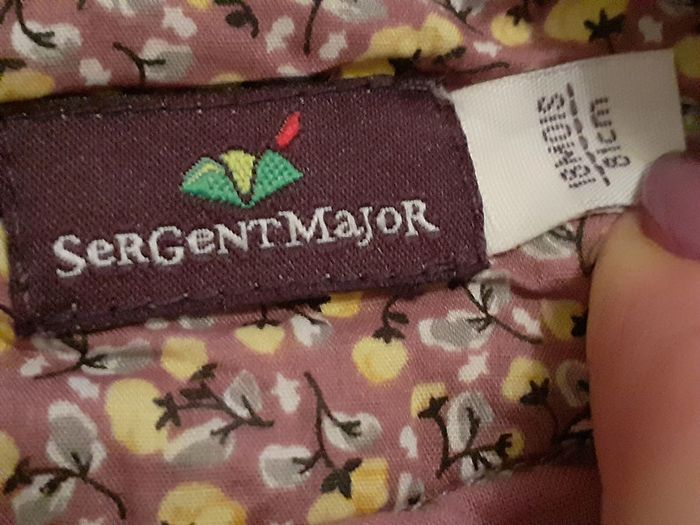 SeRGeNT MajoR
18MOIS
81cm